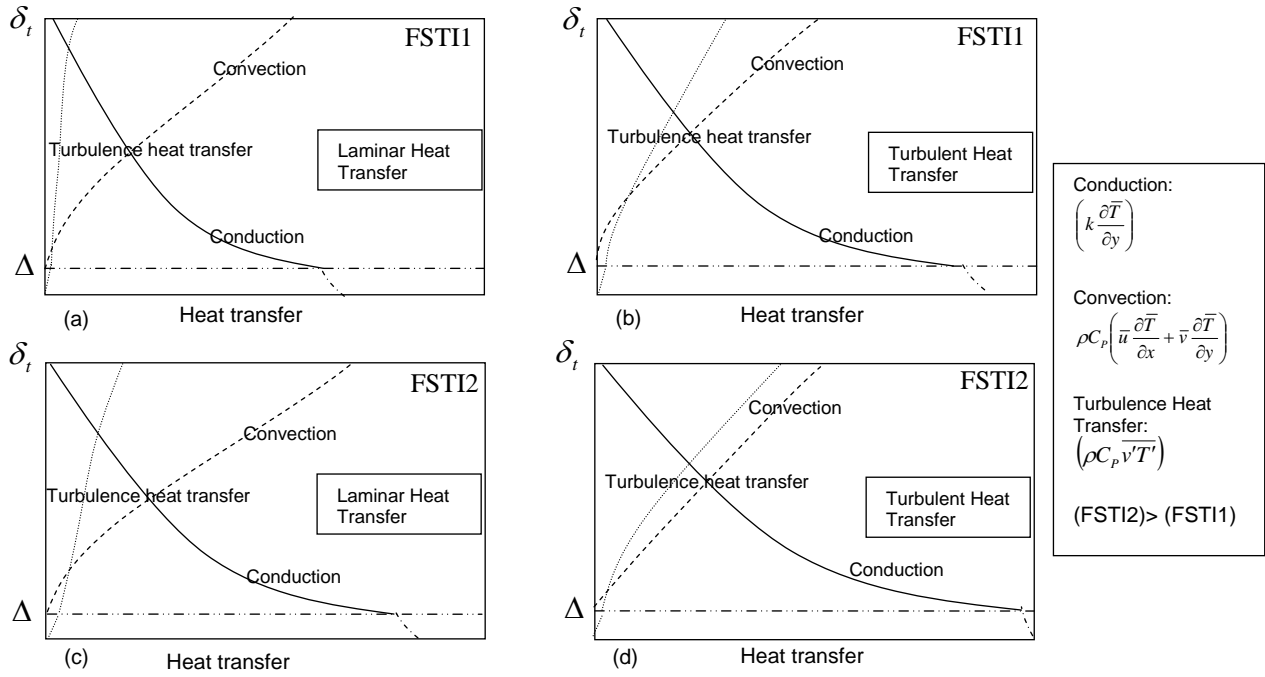 δt
FSTI1
Convection
Turbulence heat transfer
Laminar Heat
Transfer
Conduction
Δ
(a)
Heat transfer
δt
FSTI1
Convection
Turbulence heat transfer
Turbulent Heat
Transfer
Conduction
Δ
(b)
Heat transfer
δt
FSTI2
Convection
Turbulence heat transfer
Laminar Heat
Transfer
Conduction
Δ
(c)
Heat transfer
δt
FSTI2
Convection
Turbulence heat transfer
Turbulent Heat
Transfer
Conduction
Δ
(d)
Heat transfer
Conduction:
(k ∂T̅/∂y)
Convection:
ρC_P(u̅ ∂T̅/∂x + v̅ ∂T̅/∂y)
Turbulence Heat
Transfer:
(ρC_P \overline{v′T′})
(FSTI2)> (FSTI1)